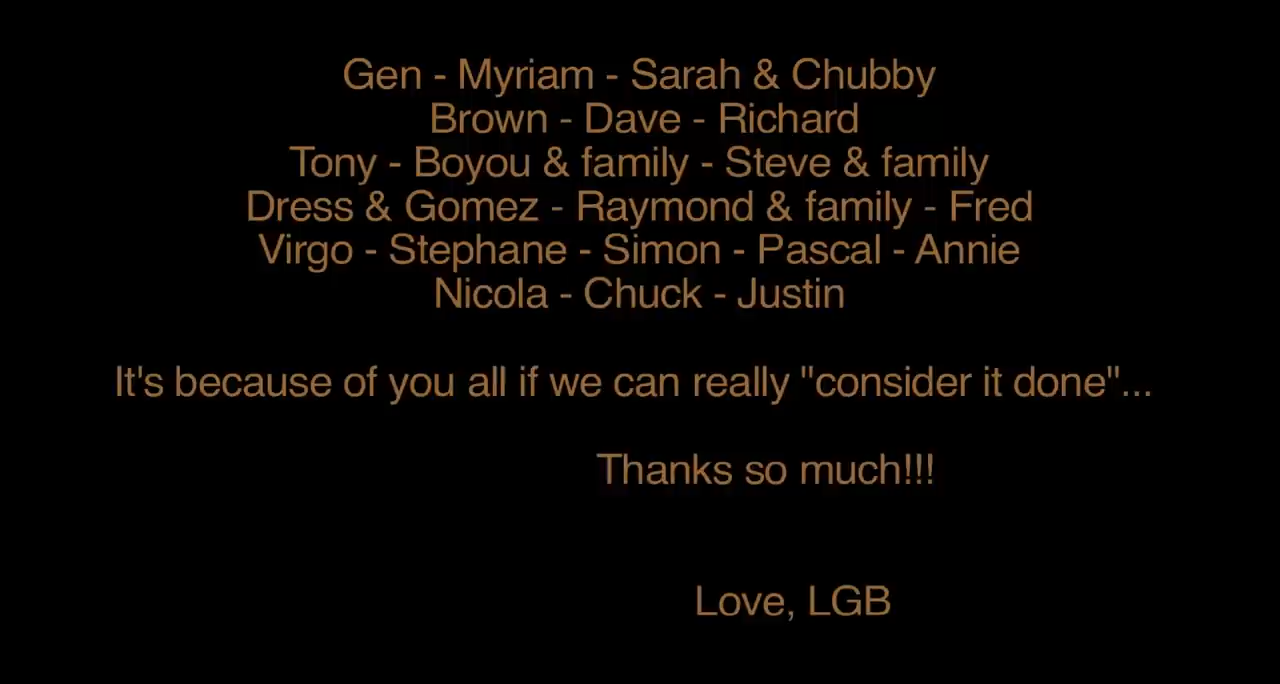 Gen - Myriam - Sarah & Chubby
Brown - Dave - Richard
Tony - Boyou & family - Steve & family
Dress & Gomez - Raymond & family - Fred
Virgo - Stephane - Simon - Pascal - Annie
Nicola - Chuck - Justin
It's because of you all if we can really "consider it done"...
Thanks so much!!!
Love, LGB